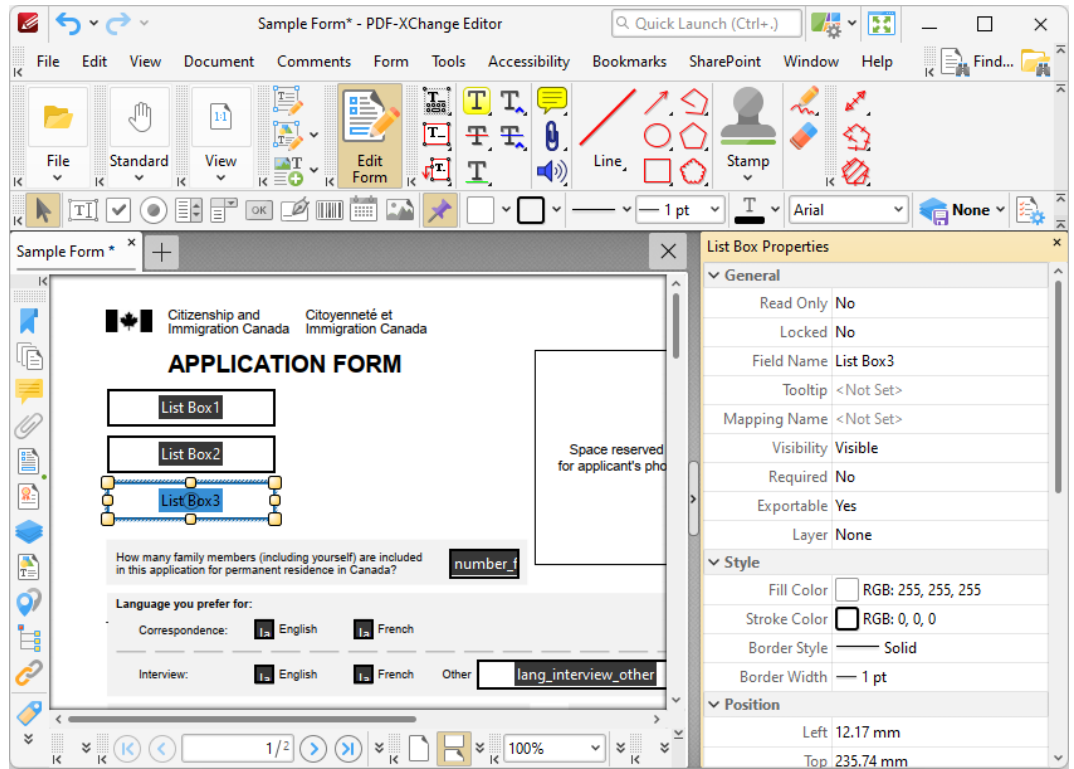 Sample Form* - PDF-XChange Editor
Quick Launch (Ctrl+.)
File Edit View Document Comments Form Tools Accessibility Bookmarks SharePoint Window Help Find...
1:1
File Standard View Edit Form Line Stamp
OK 1 pt T Arial None
Sample Form *
List Box Properties
General
Read Only No
Locked No
Field Name List Box3
Tooltip <Not Set>
Mapping Name <Not Set>
Visibility Visible
Required No
Exportable Yes
Layer None
Style
Fill Color RGB: 255, 255, 255
Stroke Color RGB: 0, 0, 0
Border Style Solid
Border Width 1 pt
Position
Left 12.17 mm
Top 235.74 mm
Citizenship and Citoyenneté et
Immigration Canada Immigration Canada
APPLICATION FORM
List Box1
List Box2
List Box3
Space reserved
for applicant's pho
How many family members (including yourself) are included
in this application for permanent residence in Canada?
number_f
Language you prefer for:
Correspondence: la English la French
Interview: la English la French Other lang_interview_other
1/2 100%